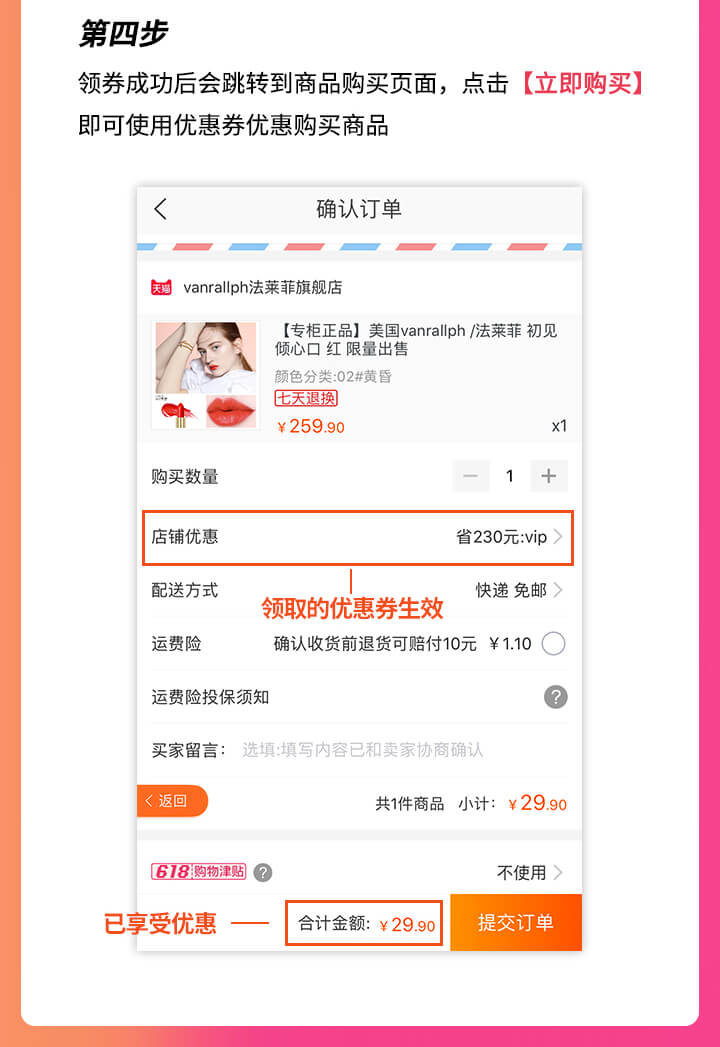 第四步
领券成功后会跳转到商品购买页面，点击【立即购买】
即可使用优惠券优惠购买商品
确认订单
天猫 vanrallph法莱菲旗舰店
【专柜正品】美国vanrallph /法莱菲 初见
倾心口 红 限量出售
颜色分类:02#黄昏
七天退换
￥259.90 x1
购买数量 － 1 ＋
店铺优惠 省230元:vip
配送方式 快递 免邮
领取的优惠券生效
运费险 确认收货前退货可赔付10元 ￥1.10
运费险投保须知 ?
买家留言： 选填:填写内容已和卖家协商确认
返回 共1件商品 小计：￥29.90
618购物津贴 ? 不使用
已享受优惠 合计金额: ￥29.90 提交订单